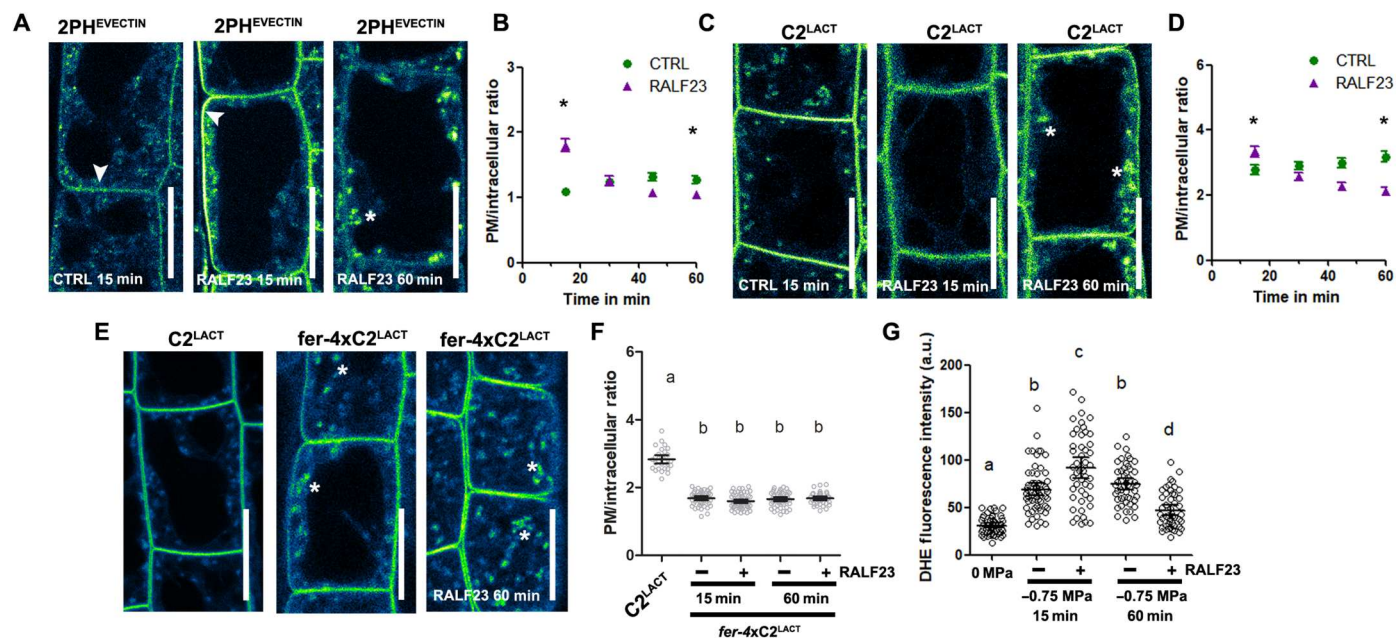 A
2PH^EVECTIN
2PH^EVECTIN
2PH^EVECTIN
CTRL 15 min
RALF23 15 min
*
RALF23 60 min
B
CTRL
RALF23
PM/intracellular ratio
3
2
1
0
*
*
0 20 40 60
Time in min
C
C2^LACT
C2^LACT
C2^LACT
CTRL 15 min
RALF23 15 min
*
*
RALF23 60 min
D
CTRL
RALF23
PM/intracellular ratio
6
4
2
0
*
*
0 20 40 60
Time in min
E
C2^LACT
fer-4xC2^LACT
fer-4xC2^LACT
*
*
*
*
RALF23 60 min
F
PM/intracellular ratio
6
4
2
0
a
b b b b
− + − + RALF23
C2^LACT
15 min 60 min
fer-4xC2^LACT
G
DHE fluorescence intensity (a.u.)
200
150
100
50
0
a
b
c
b
d
0 MPa − + − + RALF23
−0.75 MPa −0.75 MPa
15 min 60 min